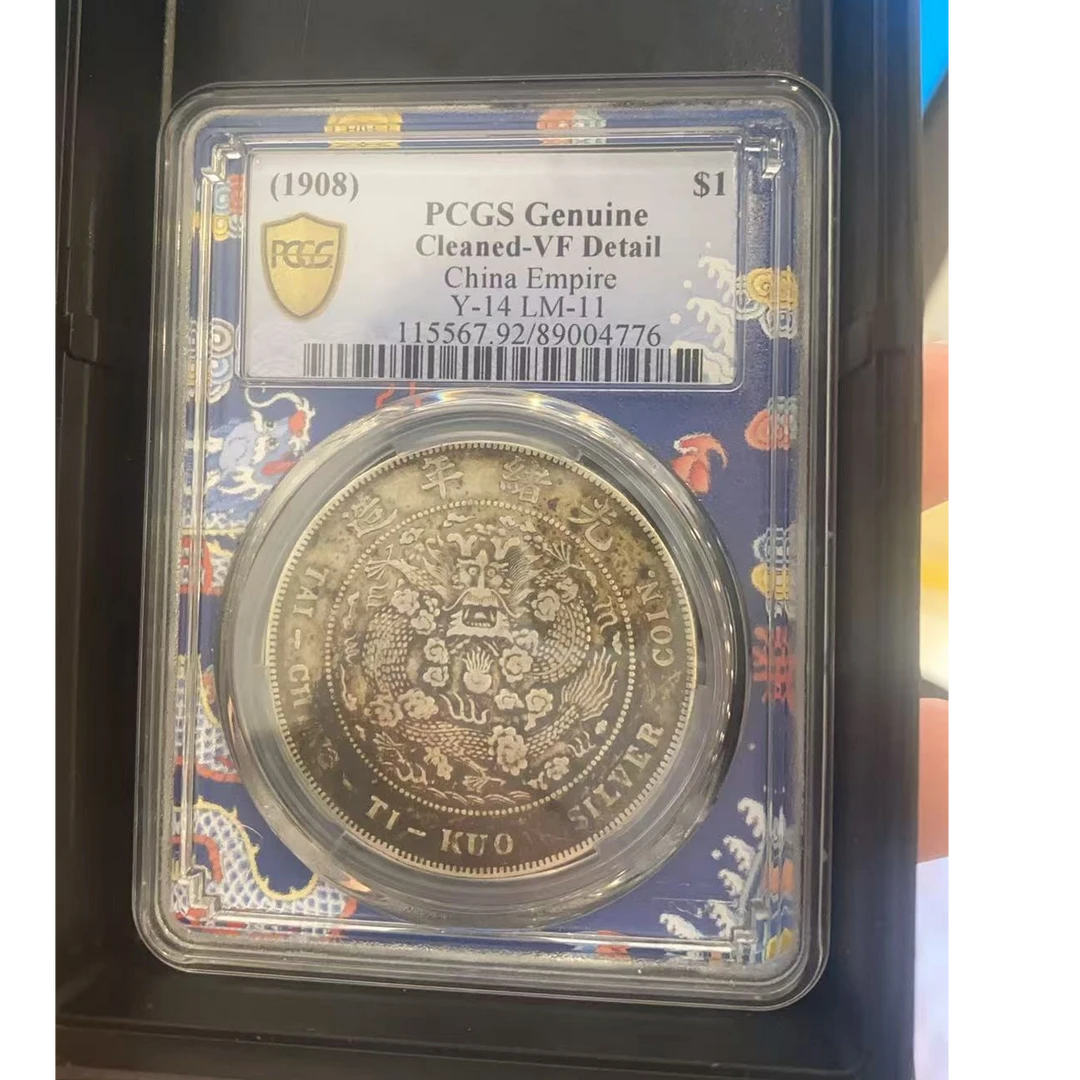 (1908) $1
PCGS Genuine
PCGS
Cleaned-VF Detail
China Empire
Y-14 LM-11
115567.92/89004776
造年緒光
TAI-CHING-TI-KUO SILVER COIN.